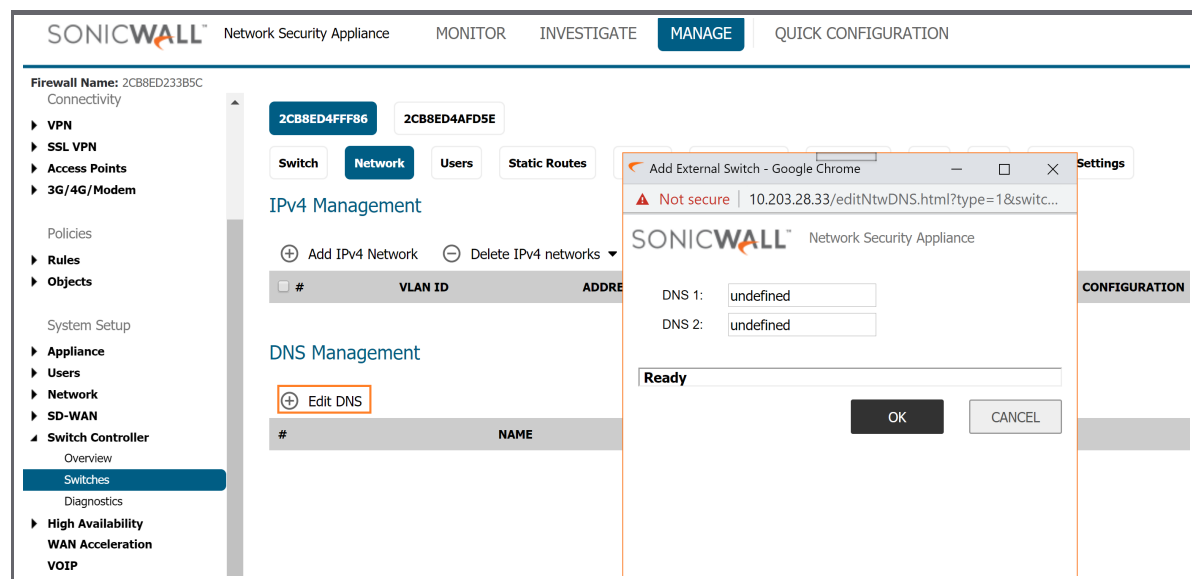 SONICWALL™ Network Security Appliance MONITOR INVESTIGATE MANAGE QUICK CONFIGURATION
Firewall Name: 2CB8ED233B5C
Connectivity
VPN
SSL VPN
Access Points
3G/4G/Modem
Policies
Rules
Objects
System Setup
Appliance
Users
Network
SD-WAN
Switch Controller
Overview
Switches
Diagnostics
High Availability
WAN Acceleration
VOIP
2CB8ED4FFF86 2CB8ED4AFD5E
Switch Network Users Static Routes Settings
IPv4 Management
Add IPv4 Network Delete IPv4 networks
# VLAN ID ADDRE CONFIGURATION
DNS Management
Edit DNS
# NAME
Add External Switch - Google Chrome
Not secure | 10.203.28.33/editNtwDNS.html?type=1&switc...
SONICWALL™ Network Security Appliance
DNS 1: undefined
DNS 2: undefined
Ready
OK CANCEL